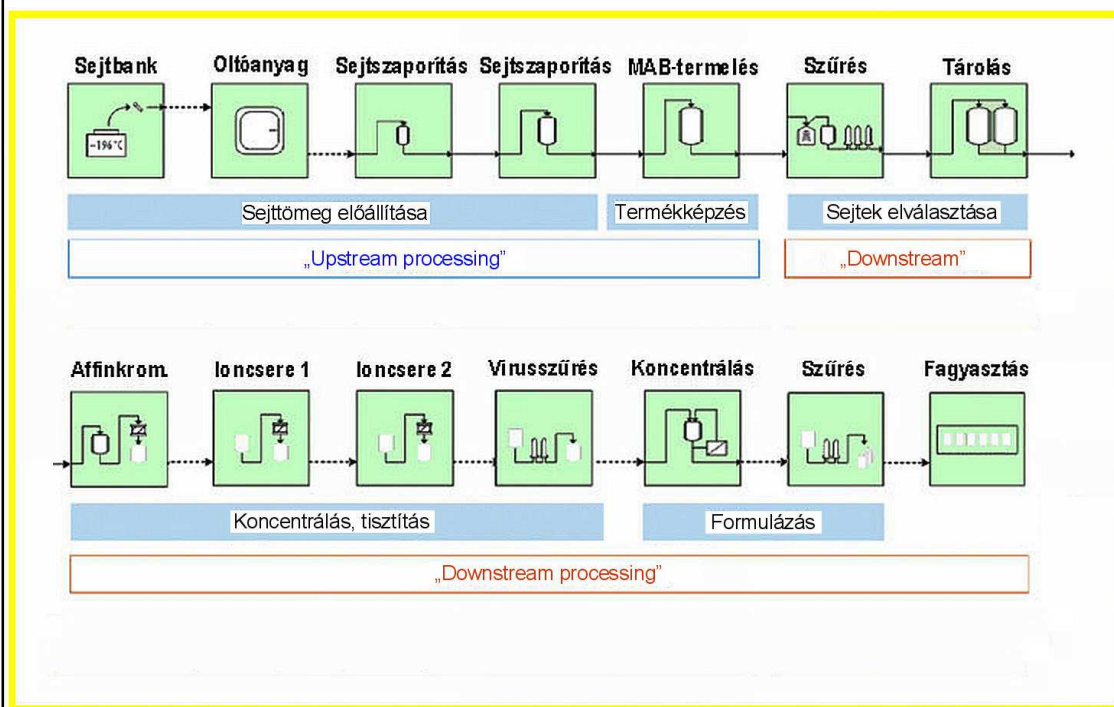 Sejtbank Oltóanyag Sejtszaporítás Sejtszaporítás MAB-termelés Szűrés Tárolás
-196 °C
Sejttömeg előállítása Termékképzés Sejtek elválasztása
„Upstream processing” „Downstream”
Affinkrom. Ioncsere 1 Ioncsere 2 Vírusszűrés Koncentrálás Szűrés Fagyasztás
Koncentrálás, tisztítás Formulázás
„Downstream processing”